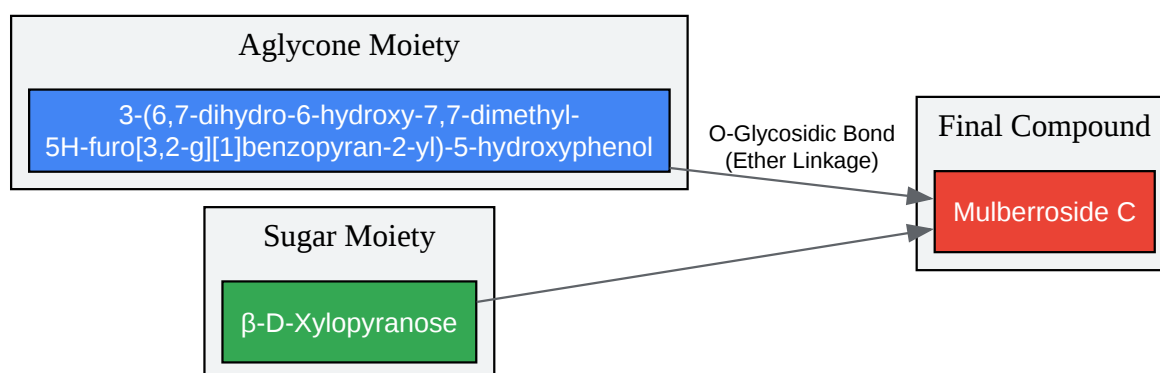 Aglycone Moiety
3-(6,7-dihydro-6-hydroxy-7,7-dimethyl-
5H-furo[3,2-g][1]benzopyran-2-yl)-5-hydroxyphenol
O-Glycosidic Bond
(Ether Linkage)
Final Compound
Mulberroside C
Sugar Moiety
β-D-Xylopyranose